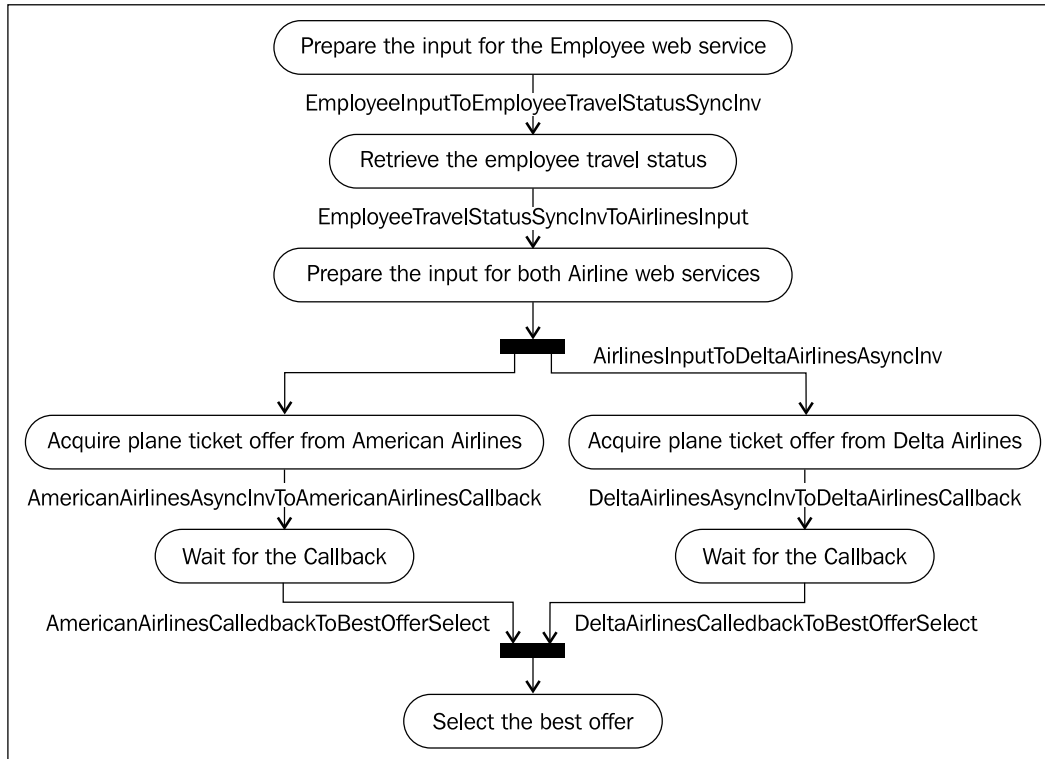 Prepare the input for the Employee web service
EmployeeInputToEmployeeTravelStatusSyncInv
Retrieve the employee travel status
EmployeeTravelStatusSyncInvToAirlinesInput
Prepare the input for both Airline web services
AirlinesInputToDeltaAirlinesAsyncInv
Acquire plane ticket offer from American Airlines
Acquire plane ticket offer from Delta Airlines
AmericanAirlinesAsyncInvToAmericanAirlinesCallback
DeltaAirlinesAsyncInvToDeltaAirlinesCallback
Wait for the Callback
Wait for the Callback
AmericanAirlinesCalledbackToBestOfferSelect
DeltaAirlinesCalledbackToBestOfferSelect
Select the best offer